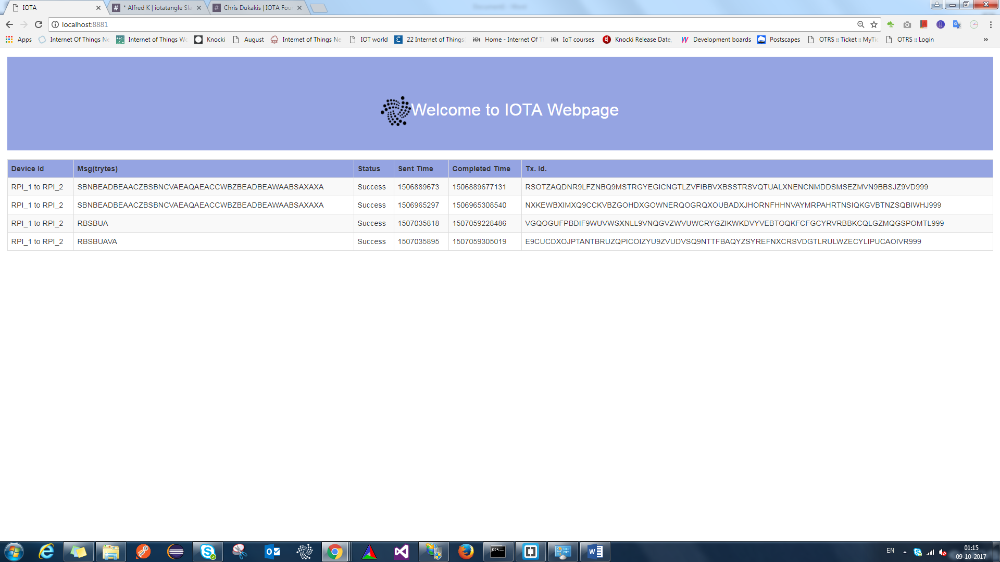 IOTA
* Alfred K | iotatangle Sla
Chris Dukakis | IOTA Fou
localhost:8881
Apps
Internet Of Things Ne
Internet of Things Wo
Knocki
August
Internet of Things Ne
IOT world
22 Internet of Things
Home - Internet Of T
IoT courses
Knocki Release Date,
Development boards
Postscapes
OTRS :: Ticket :: MyTic
OTRS :: Login
»
Welcome to IOTA Webpage
Device Id Msg(trytes) Status Sent Time Completed Time Tx. Id.
RPI_1 to RPI_2 SBNBEADBEAACZBSBNCVAEAQAEACCWBZBEADBEAWAABSAXAXA Success 1506889673 1506889677131 RSOTZAQDNR9LFZNBQ9MSTRGYEGICNGTLZVFIBBVXBSSTRSVQTUALXNENCNMDDSMSEZMVN9BBSJZ9VD999
RPI_1 to RPI_2 SBNBEADBEAACZBSBNCVAEAQAEACCWBZBEADBEAWAABSAXAXA Success 1506965297 1506965308540 NXKEWBXIMXQ9CCKVBZGOHDXGOWNERQOGRQXOUBADXJHORNFHHNVAYMRPAHRTNSIQKGVBTNZSQBIWHJ999
RPI_1 to RPI_2 RBSBUA Success 1507035818 1507059228486 VGQOGUFPBDIF9WUVWSXNLL9VNQGVZWVUWCRYGZIKWKDVYVEBTOQKFCFGCYRVRBBKCQLGZMQGSPOMTL999
RPI_1 to RPI_2 RBSBUAVA Success 1507035895 1507059305019 E9CUCDXOJPTANTBRUZQPICOIZYU9ZVUDVSQ9NTTFBAQYZSYREFNXCRSVDGTLRULWZECYLIPUCAOIVR999
EN
01:15
09-10-2017